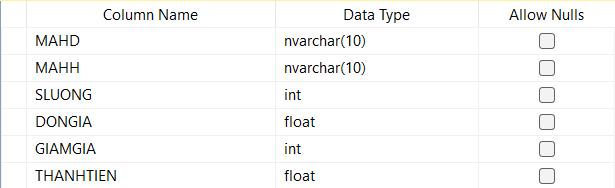 Column Name Data Type Allow Nulls
MAHD nvarchar(10)
MAHH nvarchar(10)
SLUONG int
DONGIA float
GIAMGIA int
THANHTIEN float